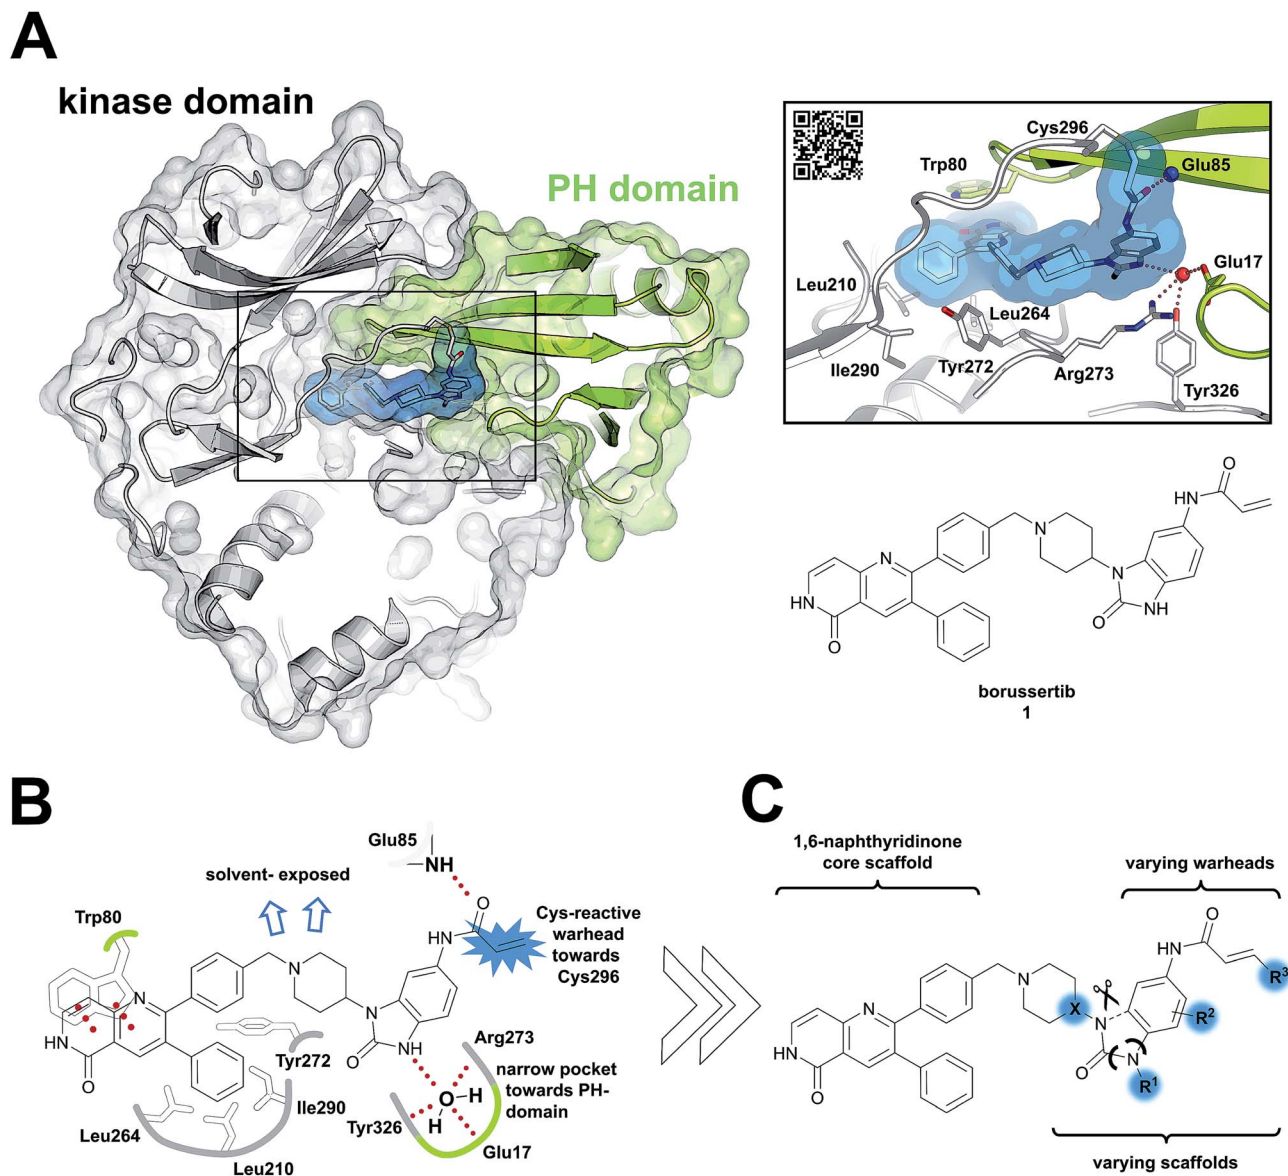 A
kinase domain
PH domain
Cys296
Trp80
Glu85
Leu210
Glu17
Leu264
Ile290
Tyr272
Arg273
Tyr326
O
HN
N
N
N
HN
O
O
NH
borussertib
1
B
Glu85
NH
solvent- exposed
Trp80
O
HN
Cys-reactive
warhead
towards
Cys296
N
N
N
HN
O
Tyr272
O
NH
Arg273
narrow pocket
towards PH-
domain
O
H
H
Ile290
Leu264
Tyr326
Glu17
Leu210
C
1,6-naphthyridinone
core scaffold
varying warheads
O
HN
R³
N
X
N
R²
N
HN
O
O
N
R¹
varying scaffolds